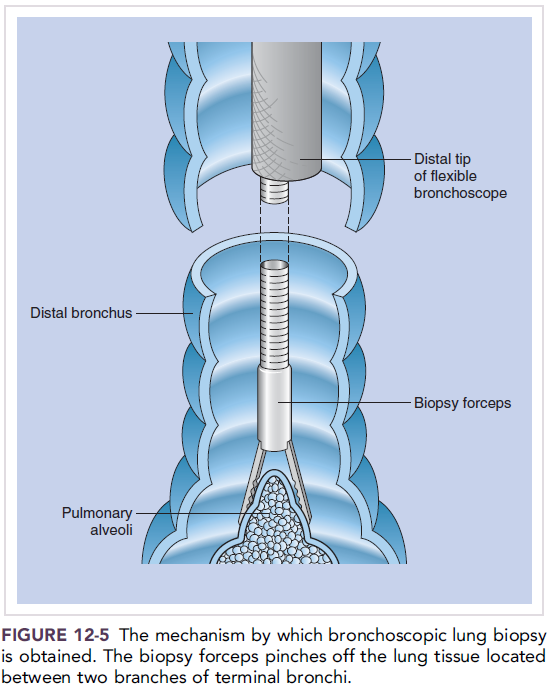 Distal tip
of flexible
bronchoscope
Distal bronchus
Biopsy forceps
Pulmonary
alveoli
FIGURE 12-5 The mechanism by which bronchoscopic lung biopsy
is obtained. The biopsy forceps pinches off the lung tissue located
between two branches of terminal bronchi.